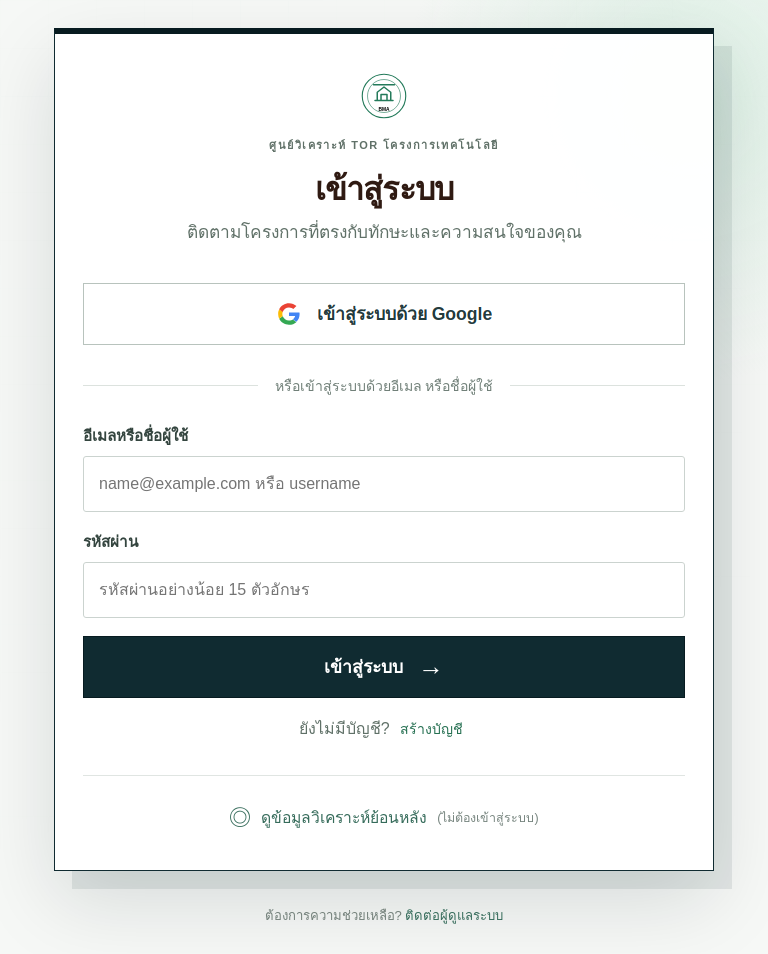 BMA
ศูนย์วิเคราะห์ TOR โครงการเทคโนโลยี
เข้าสู่ระบบ
ติดตามโครงการที่ตรงกับทักษะและความสนใจของคุณ
เข้าสู่ระบบด้วย Google
หรือเข้าสู่ระบบด้วยอีเมล หรือชื่อผู้ใช้
อีเมลหรือชื่อผู้ใช้
name@example.com หรือ username
รหัสผ่าน
รหัสผ่านอย่างน้อย 15 ตัวอักษร
เข้าสู่ระบบ →
ยังไม่มีบัญชี? สร้างบัญชี
ดูข้อมูลวิเคราะห์ย้อนหลัง (ไม่ต้องเข้าสู่ระบบ)
ต้องการความช่วยเหลือ? ติดต่อผู้ดูแลระบบ